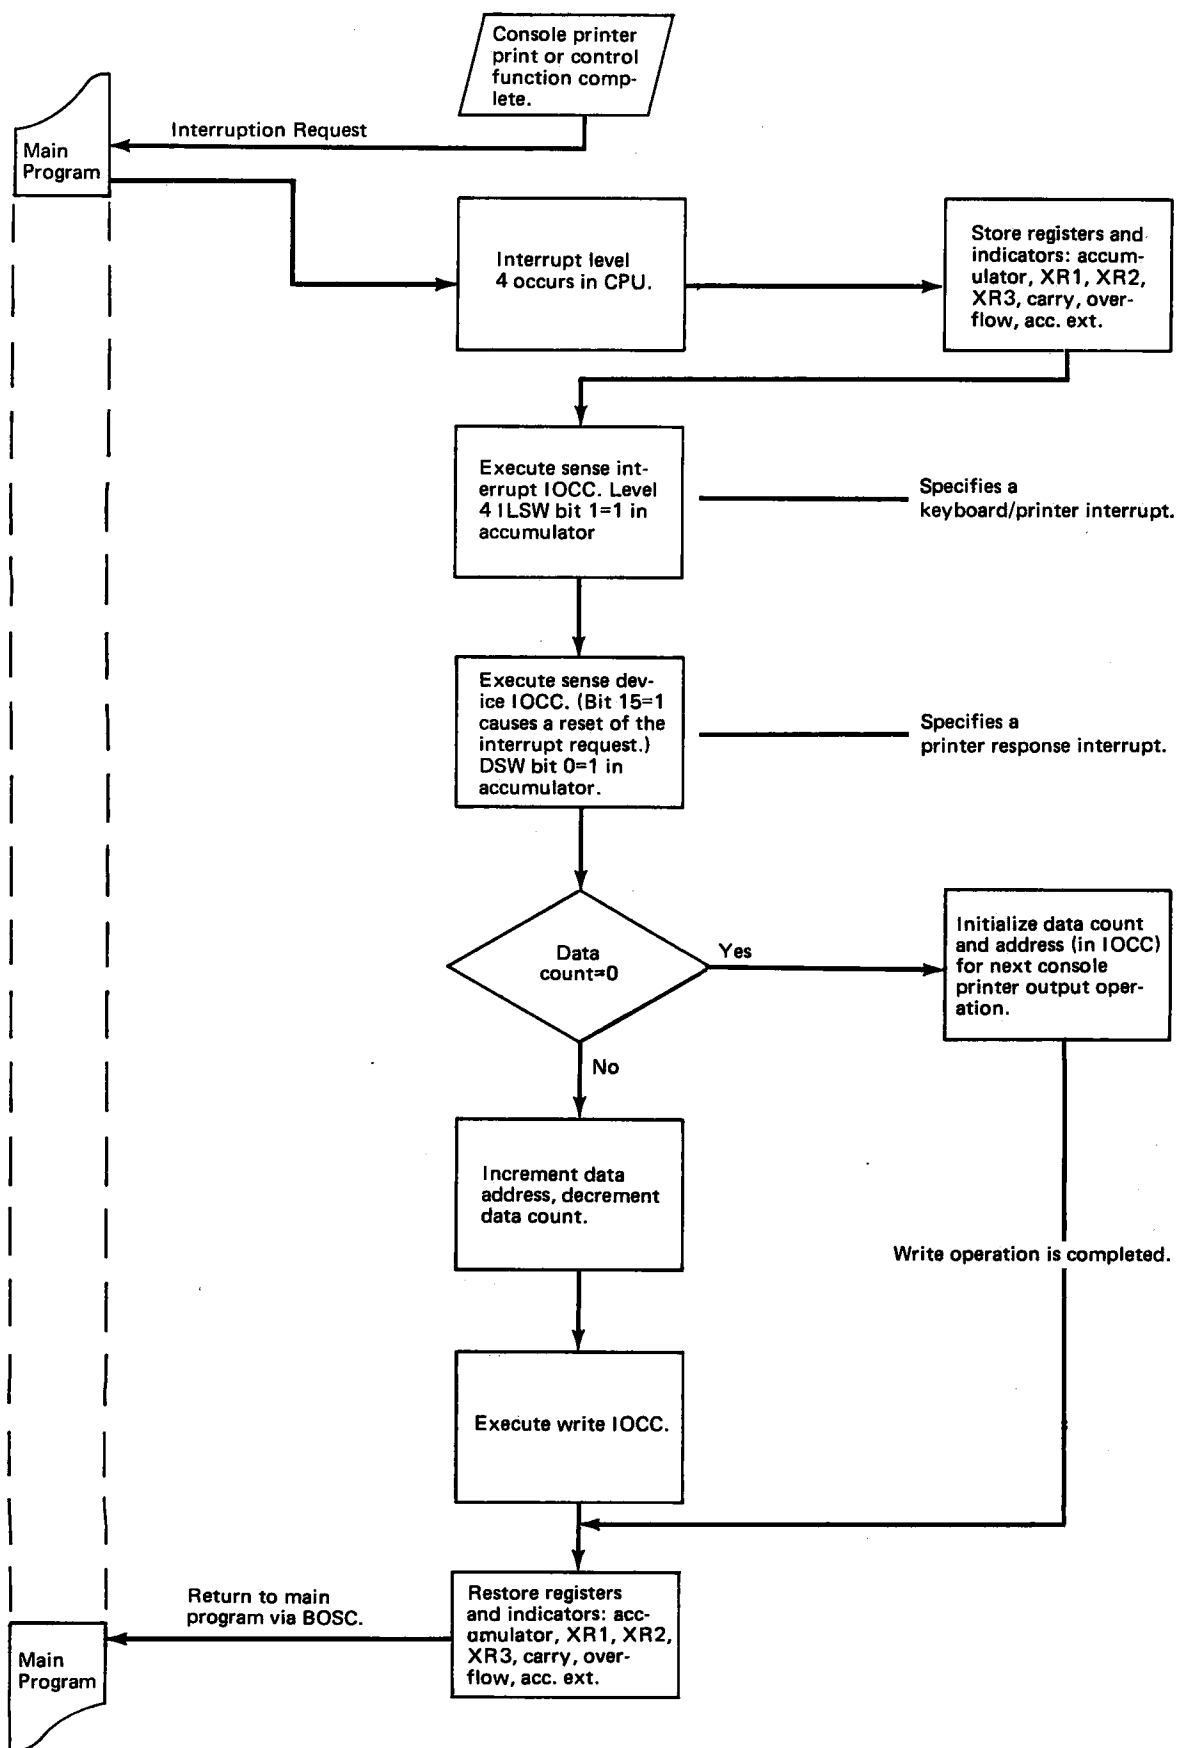 Console printer
print or control
function comp-
lete.
Interruption Request
Main
Program
Interrupt level
4 occurs in CPU.
Store registers and
indicators: accum-
ulator, XR1, XR2,
XR3, carry, over-
flow, acc. ext.
Execute sense int-
errupt IOCC. Level
4 ILSW bit 1=1 in
accumulator
Specifies a
keyboard/printer interrupt.
Execute sense dev-
ice IOCC. (Bit 15=1
causes a reset of the
interrupt request.)
DSW bit 0=1 in
accumulator.
Specifies a
printer response interrupt.
Data
count=0
Yes
Initialize data count
and address (in IOCC)
for next console
printer output oper-
ation.
No
Increment data
address, decrement
data count.
Write operation is completed.
Execute write IOCC.
Restore registers
and indicators: acc-
umulator, XR1, XR2,
XR3, carry, over-
flow, acc. ext.
Return to main
program via BOSC.
Main
Program